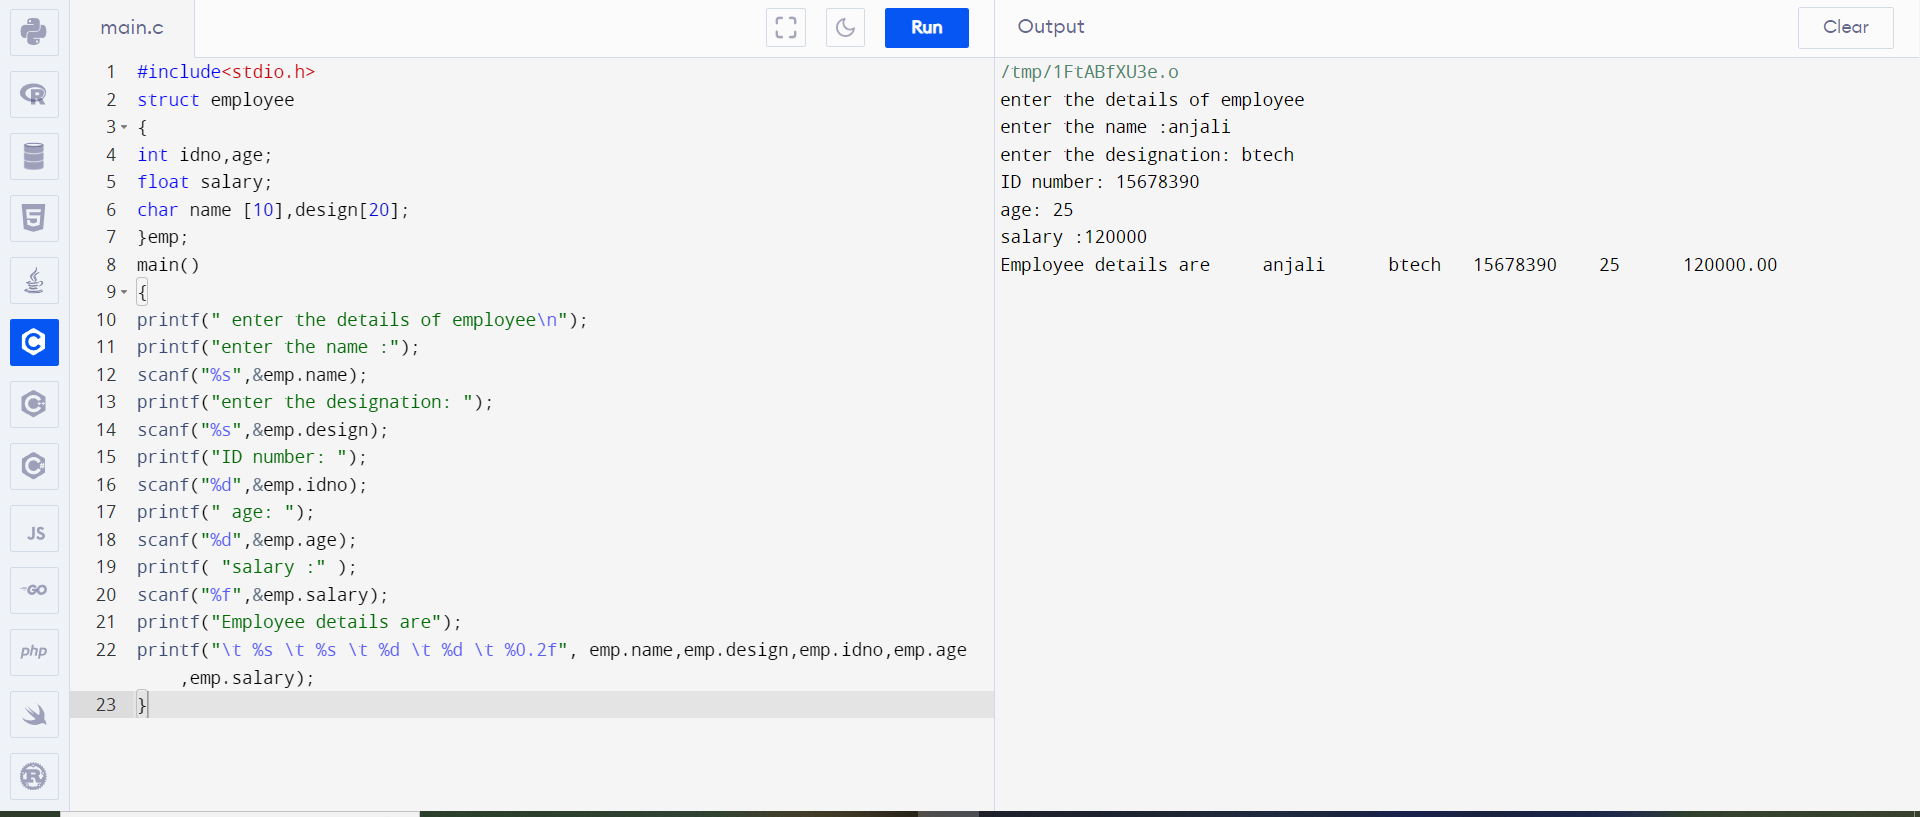 main.c
Run
Output
Clear
1 #include<stdio.h>
2 struct employee
3 {
4 int idno,age;
5 float salary;
6 char name [10],design[20];
7 }emp;
8 main()
9 {
10 printf(" enter the details of employee\n");
11 printf("enter the name :");
12 scanf("%s",&emp.name);
13 printf("enter the designation: ");
14 scanf("%s",&emp.design);
15 printf("ID number: ");
16 scanf("%d",&emp.idno);
17 printf(" age: ");
18 scanf("%d",&emp.age);
19 printf( "salary :" );
20 scanf("%f",&emp.salary);
21 printf("Employee details are");
22 printf("\t %s \t %s \t %d \t %d \t %0.2f", emp.name,emp.design,emp.idno,emp.age
,emp.salary);
23 }
/tmp/1FtABfXU3e.o
enter the details of employee
enter the name :anjali
enter the designation: btech
ID number: 15678390
age: 25
salary :120000
Employee details are anjali btech 15678390 25 120000.00
R
5
C
C
C
JS
GO
php
R